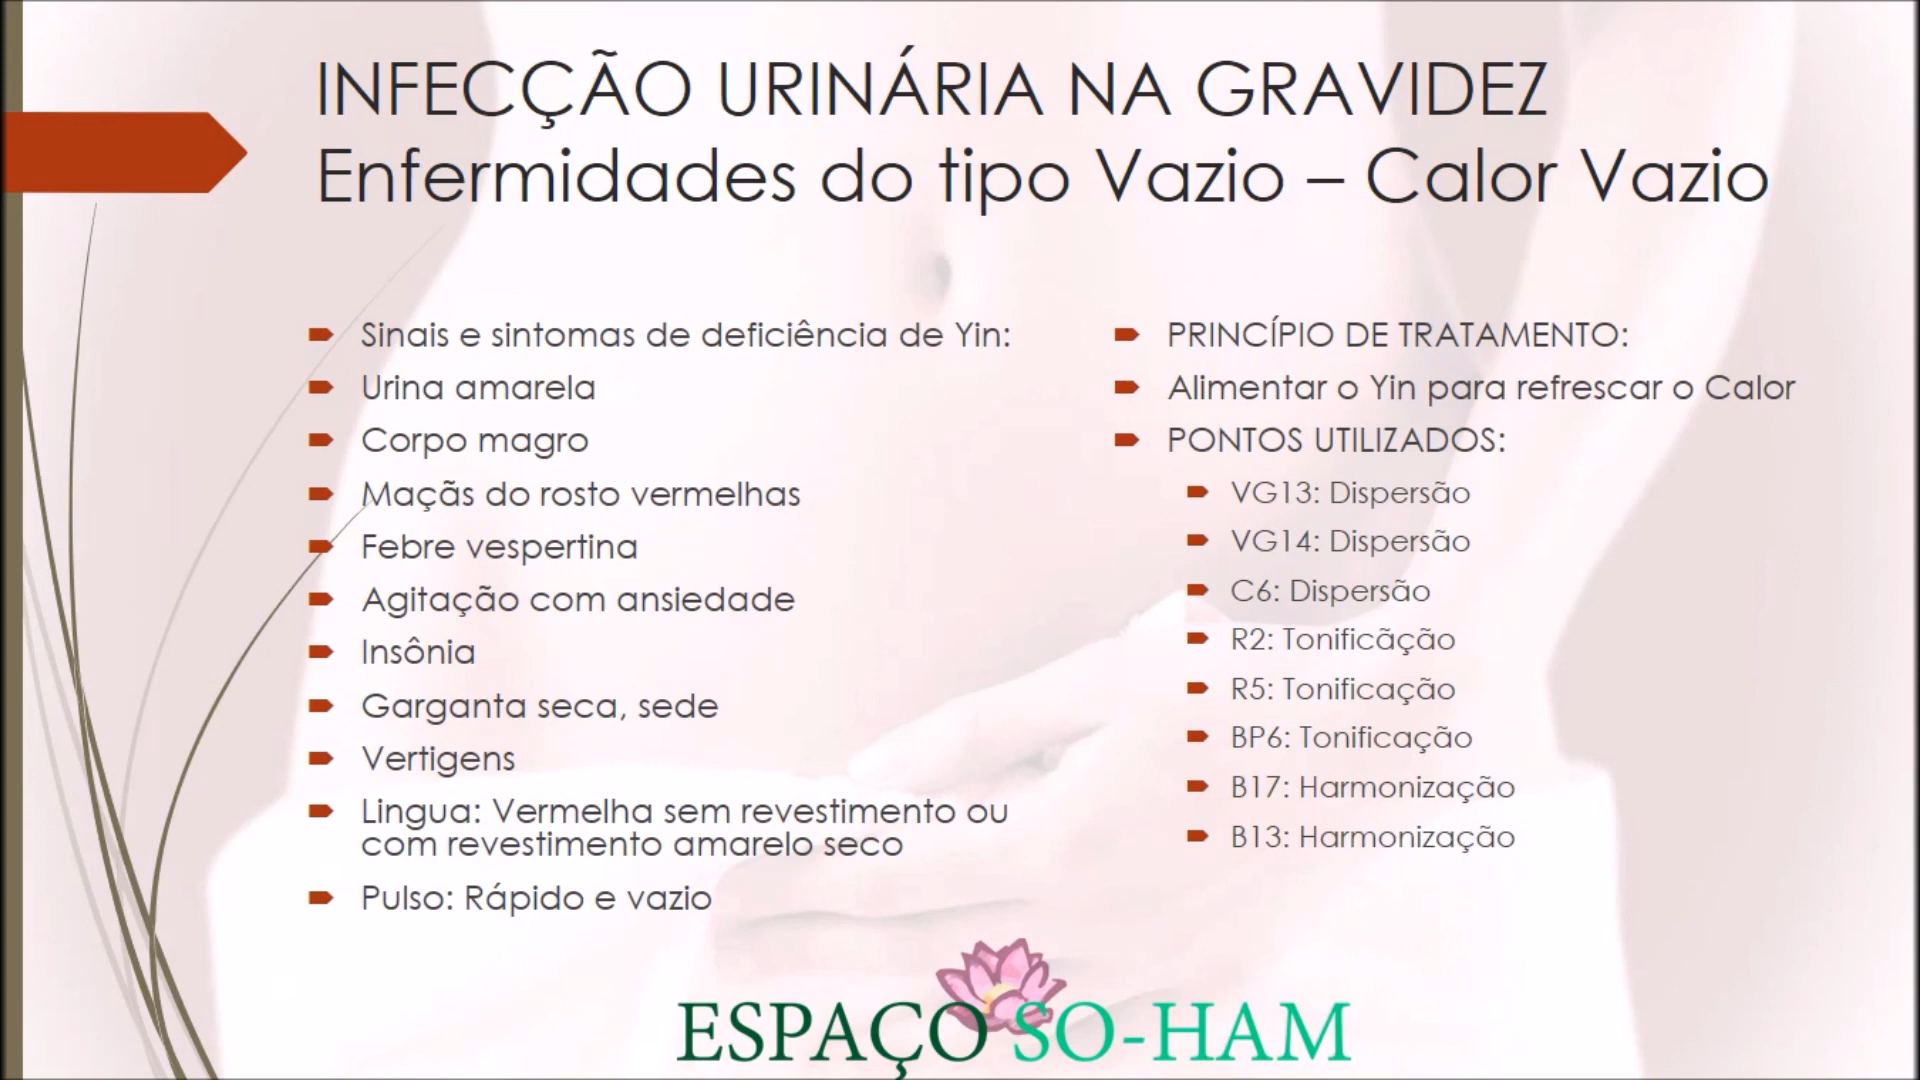 INFECÇÃO URINÁRIA NA GRAVIDEZ
Enfermidades do tipo Vazio – Calor Vazio
Sinais e sintomas de deficiência de Yin:
Urina amarela
Corpo magro
Maçãs do rosto vermelhas
Febre vespertina
Agitação com ansiedade
Insônia
Garganta seca, sede
Vertigens
Lingua: Vermelha sem revestimento ou
com revestimento amarelo seco
Pulso: Rápido e vazio
PRINCÍPIO DE TRATAMENTO:
Alimentar o Yin para refrescar o Calor
PONTOS UTILIZADOS:
VG13: Dispersão
VG14: Dispersão
C6: Dispersão
R2: Tonificãção
R5: Tonificação
BP6: Tonificação
B17: Harmonização
B13: Harmonização
ESPAÇO SO-HAM